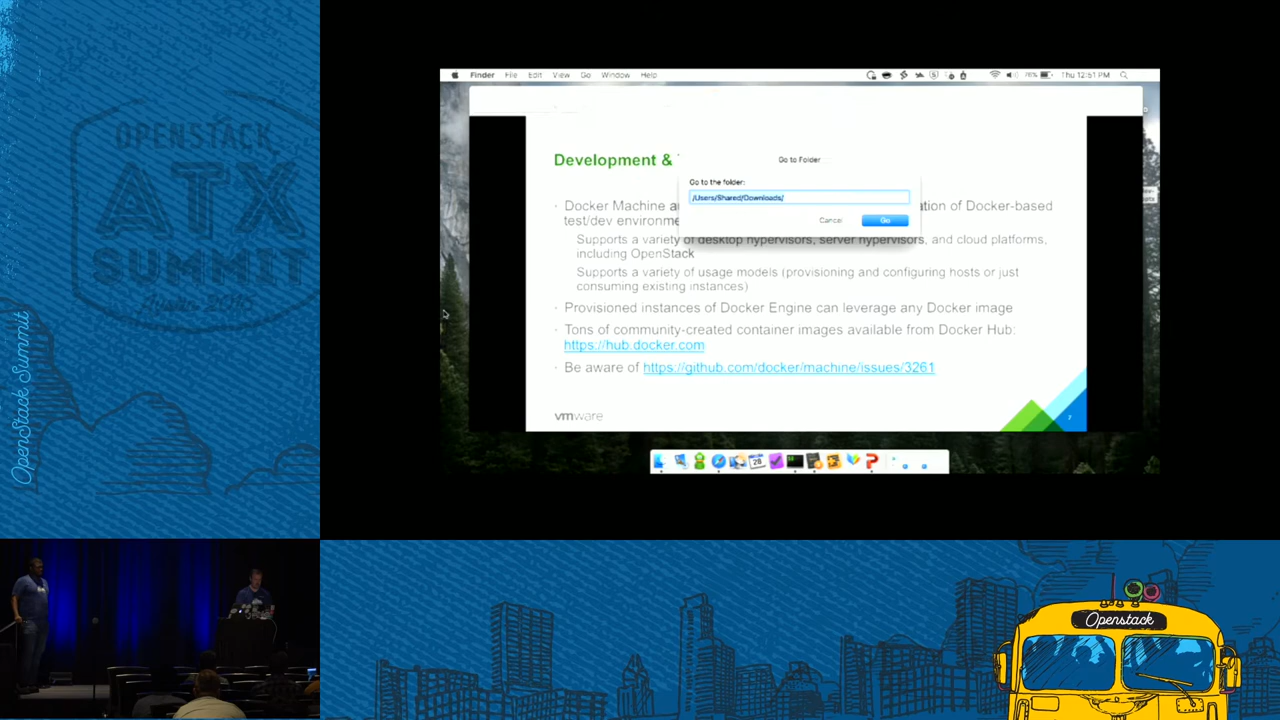 OPENSTACK
ATX
SUMMIT
Austin 2016
OpenStack Summit
Finder File Edit View Go Window Help
76% Thu 12:51 PM
Development &
Go to Folder
Go to the folder:
/Users/Shared/Downloads/
Cancel Go
· Docker Machine ation of Docker-based
test/dev environme
Supports a variety of desktop hypervisors, server hypervisors, and cloud platforms,
including OpenStack
Supports a variety of usage models (provisioning and configuring hosts or just
consuming existing instances)
· Provisioned instances of Docker Engine can leverage any Docker image
· Tons of community-created container images available from Docker Hub:
https://hub.docker.com
· Be aware of https://github.com/docker/machine/issues/3261
vmware
7
28
Openstack